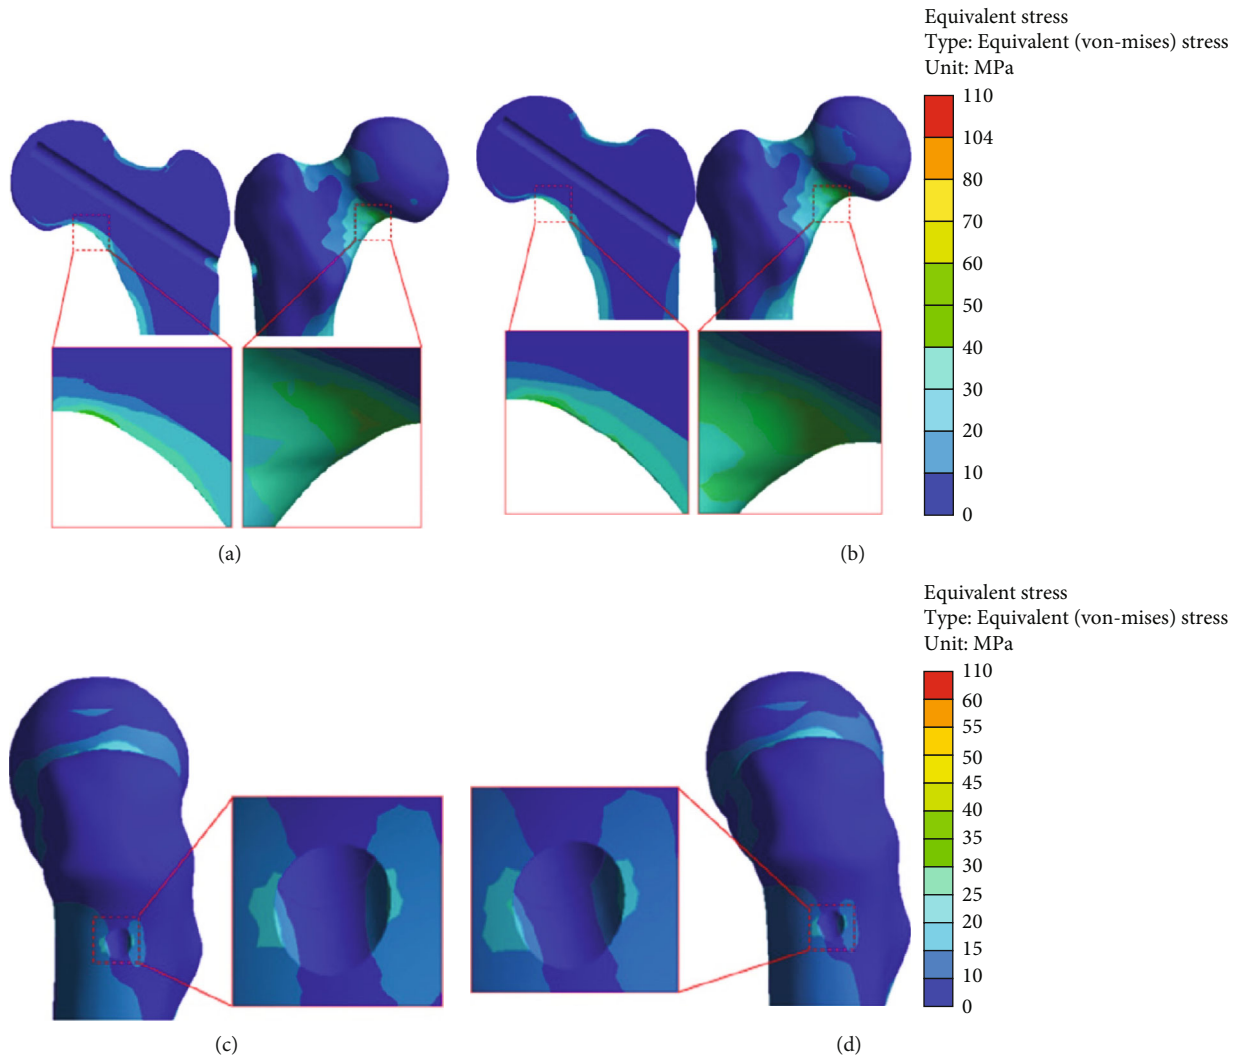 Equivalent stress
Type: Equivalent (von-mises) stress
Unit: MPa
110
104
80
70
60
50
40
30
20
10
0
(a)
(b)
Equivalent stress
Type: Equivalent (von-mises) stress
Unit: MPa
110
60
55
50
45
40
35
30
25
20
15
10
0
(c)
(d)